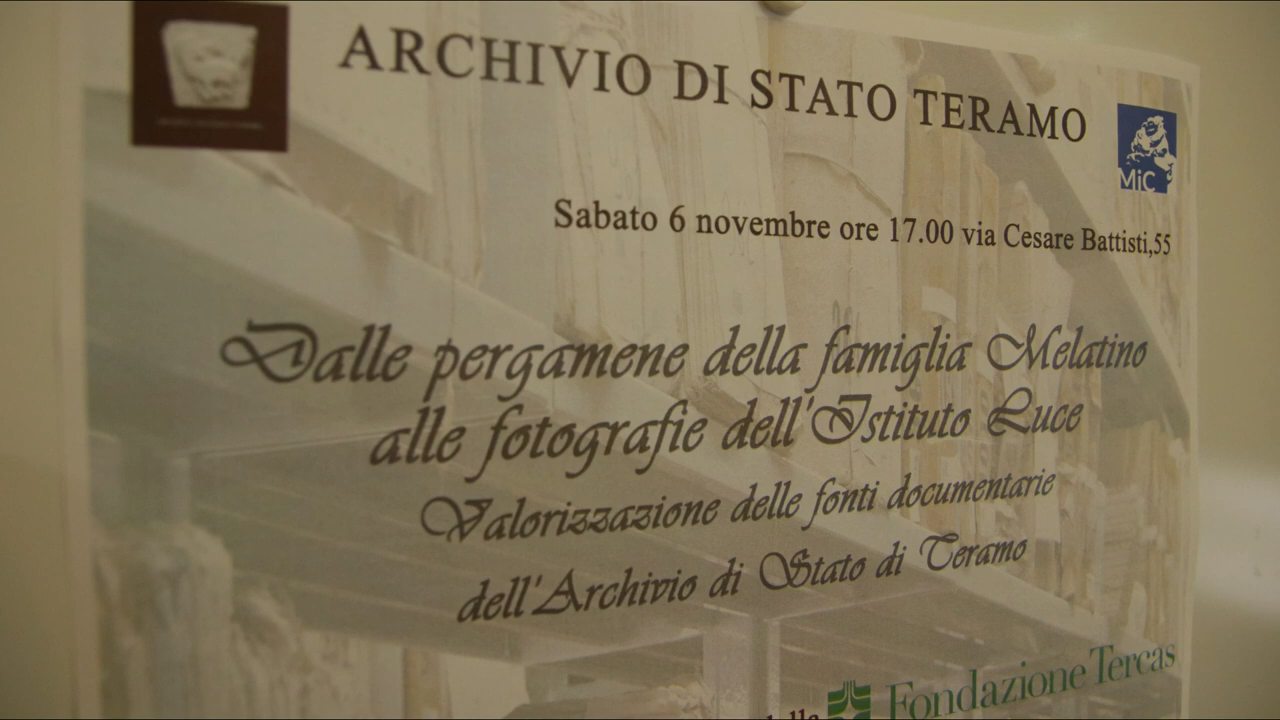 ARCHIVIO DI STATO TERAMO
MiC
Sabato 6 novembre ore 17.00 via Cesare Battisti,55
Dalle pergamene della famiglia Melatino
alle fotografie dell'Istituto Luce
Valorizzazione delle fonti documentarie
dell'Archivio di Stato di Teramo
Fondazione Tercas